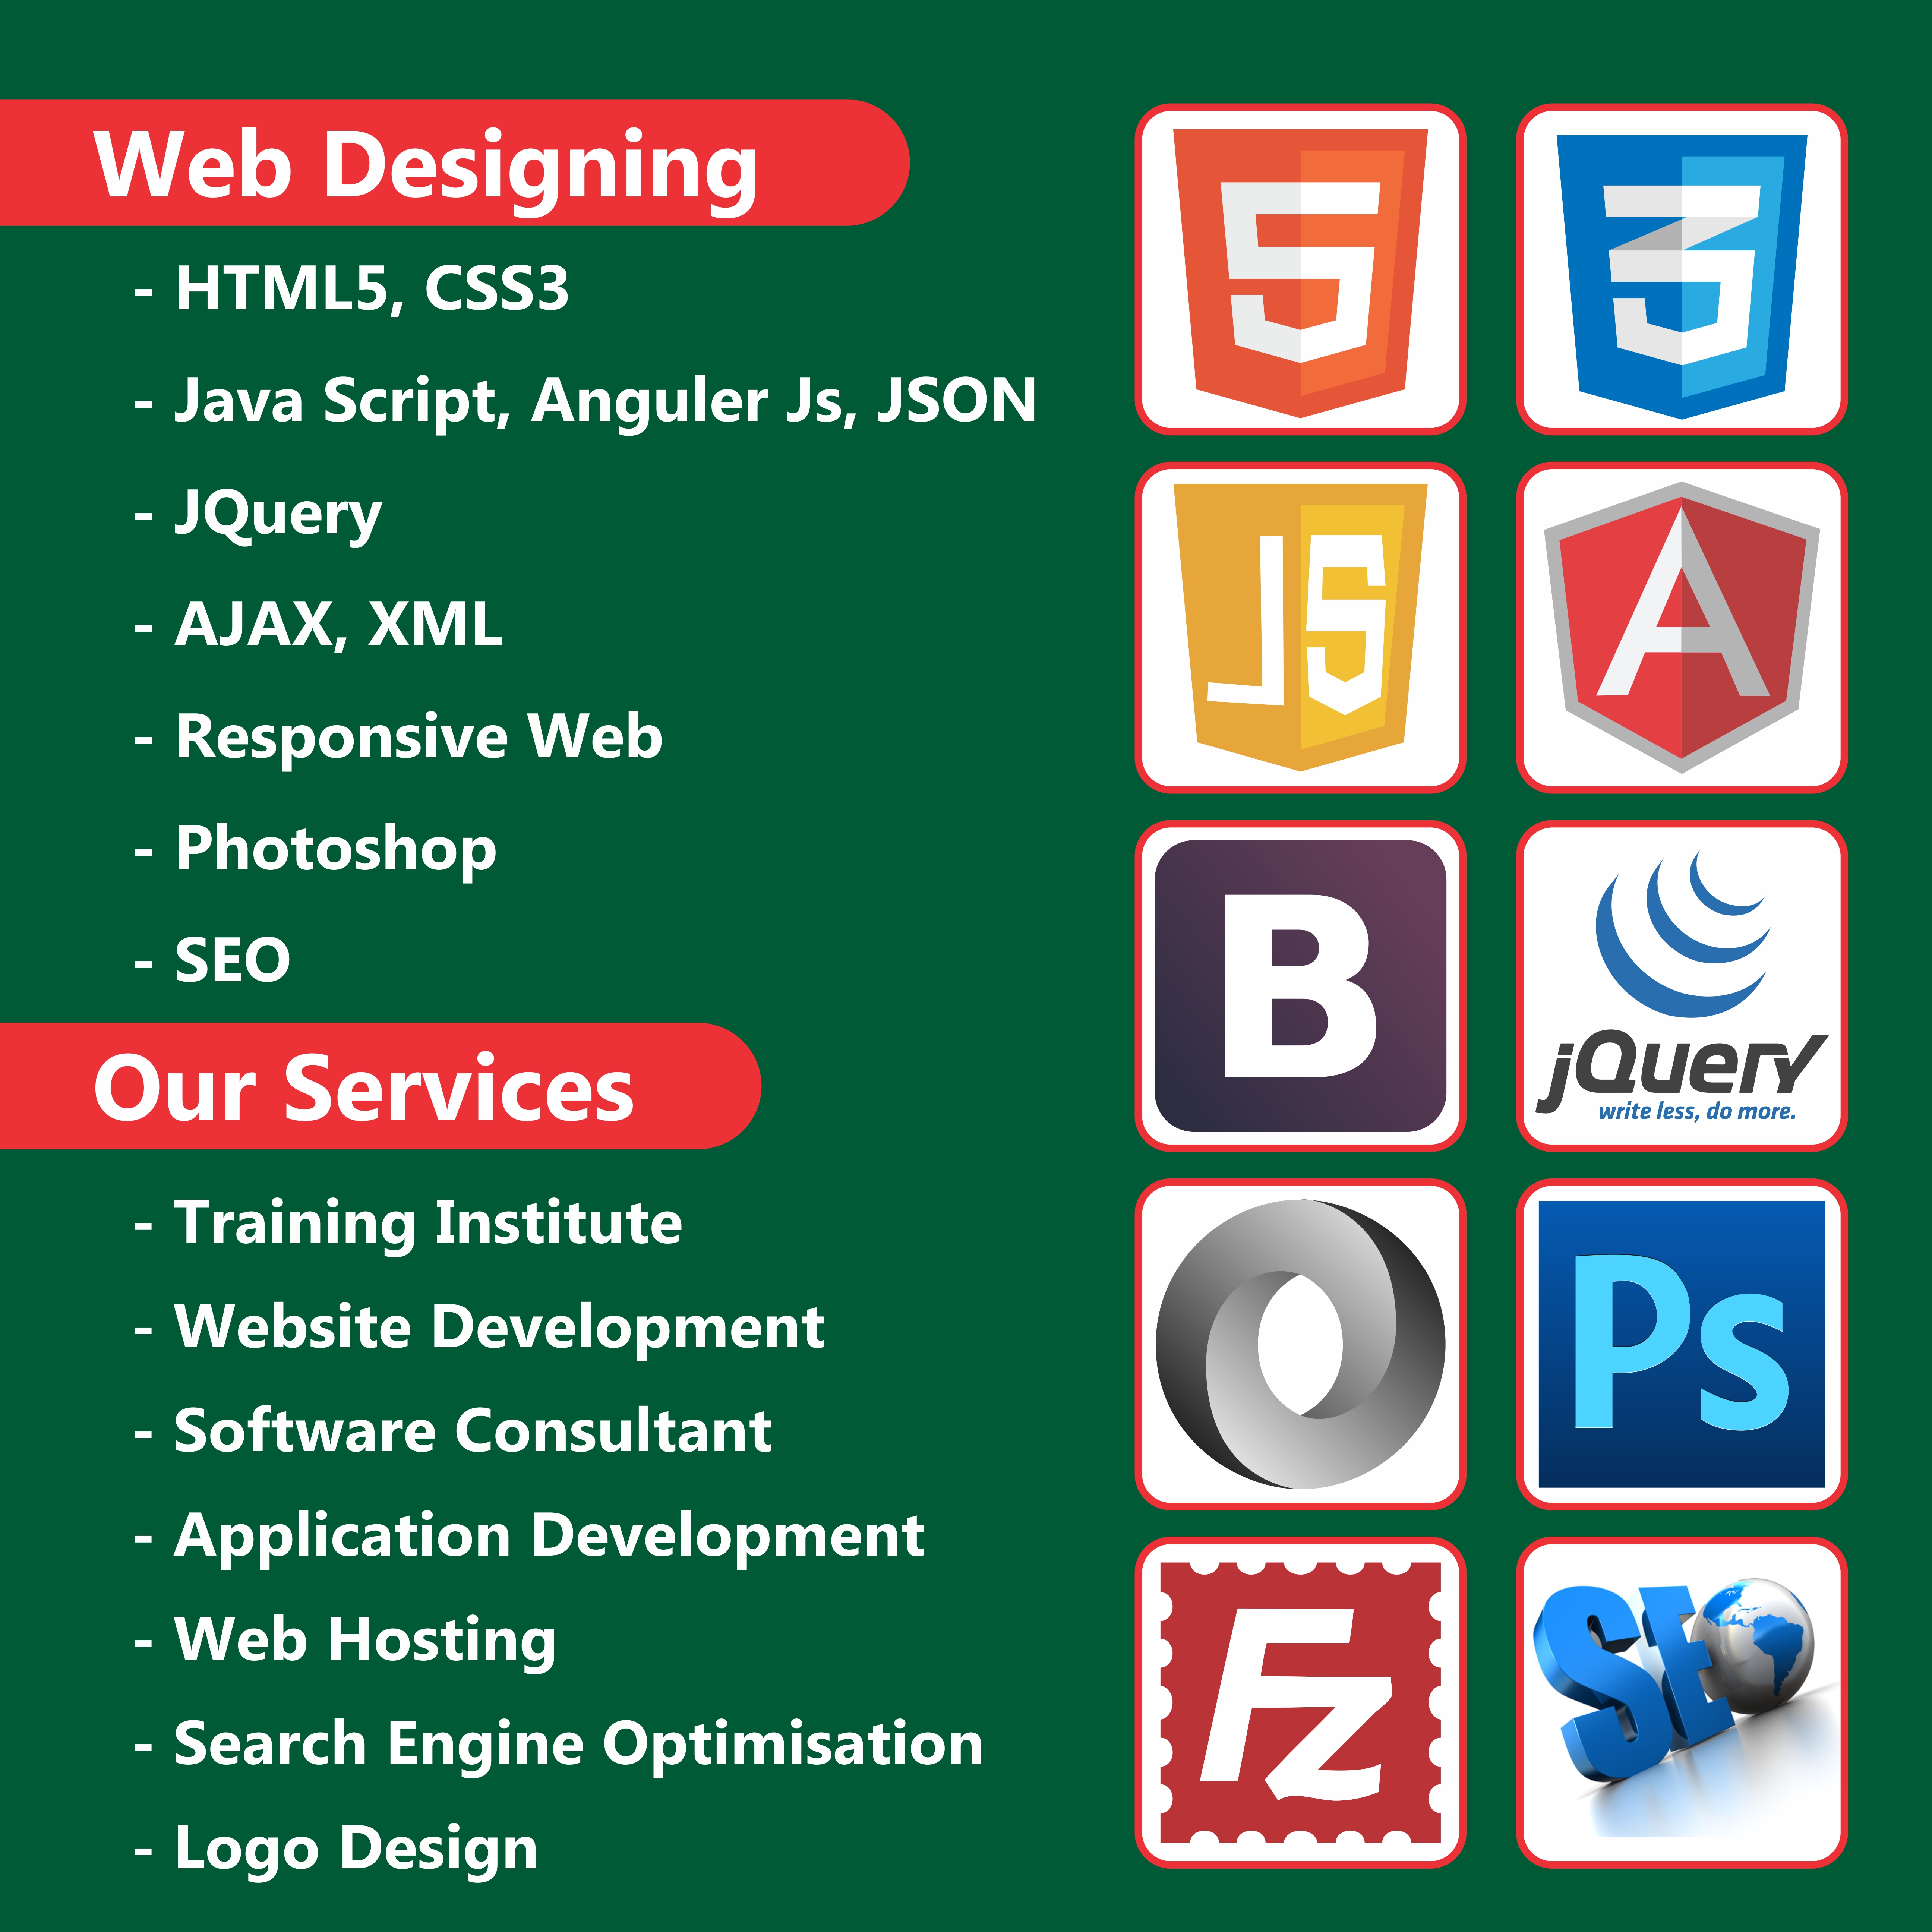 Web Designing
- HTML5, CSS3
- Java Script, Anguler Js, JSON
- JQuery
- AJAX, XML
- Responsive Web
- Photoshop
- SEO
Our Services
- Training Institute
- Website Development
- Software Consultant
- Application Development
- Web Hosting
- Search Engine Optimisation
- Logo Design
5
3
JS
A
B
jQuery
write less, do more.
Ps
Fz
SEO